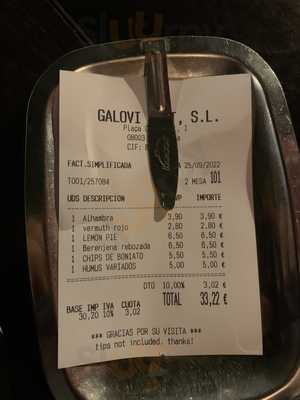 GALOVI T, S.L.
Plaça 1
08003
CIF:
FACT.SIMPLIFICADA 25/09/2022
T001/257084 2 MESA 101
UDS DESCRIPCION IMPORTE
1 Alhambra 3,90 3,90 €
1 vermuth rojo 2,80 2,80 €
1 LEMON PIE 6,50 6,50 €
1 Berenjena rebozada 6,50 6,50 €
1 CHIPS DE BONIATO 5,50 5,50 €
1 HUMUS VARIADOS 5,00 5,00 €
DTO 10,00% 3,02 €
BASE IMP IVA CUOTA TOTAL 33,22 €
30,20 10% 3,02
*** GRACIAS POR SU VISITA ***
tips not included. thanks!